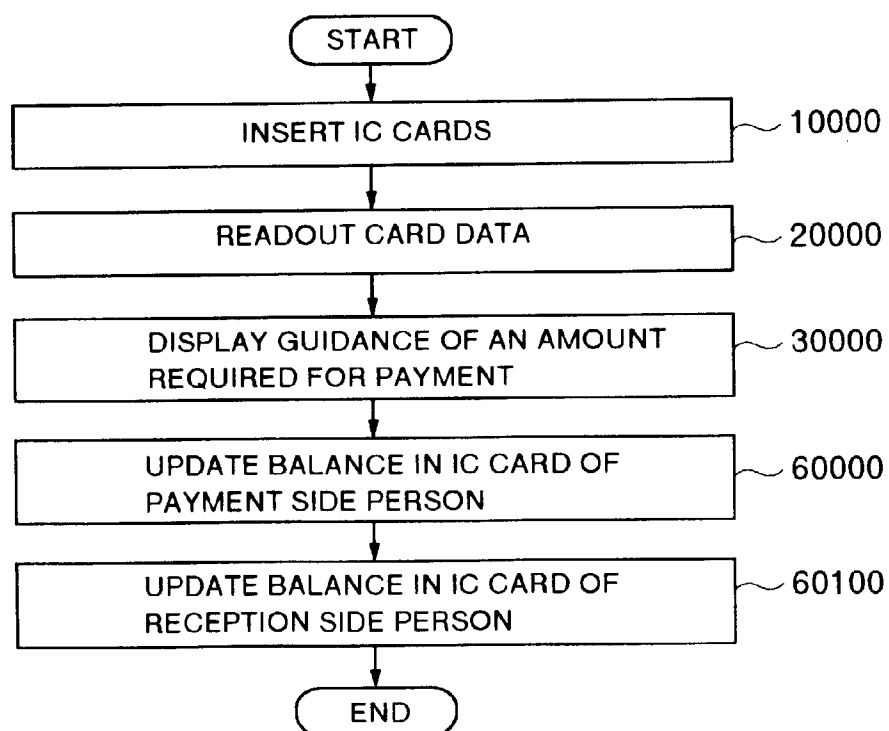 START
INSERT IC CARDS
10000
READOUT CARD DATA
20000
DISPLAY GUIDANCE OF AN AMOUNT
REQUIRED FOR PAYMENT
30000
UPDATE BALANCE IN IC CARD OF
PAYMENT SIDE PERSON
60000
UPDATE BALANCE IN IC CARD OF
RECEPTION SIDE PERSON
60100
END